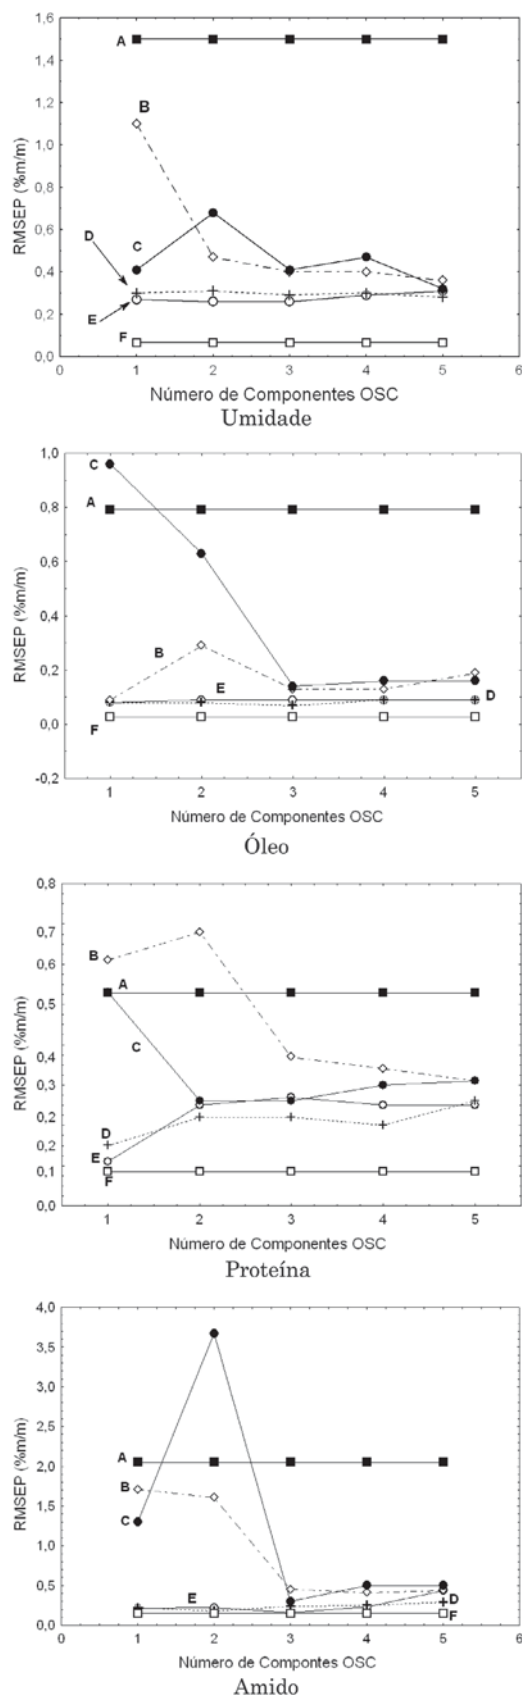 1,6
1,4
1,2
1,0
0,8
0,6
0,4
0,2
0,0
RMSEP (%m/m)
A
B
C
D
E
F
0 1 2 3 4 5 6
Número de Componentes OSC
Umidade
1,0
0,8
0,6
0,4
0,2
0,0
-0,2
RMSEP (%m/m)
C
A
B
E
D
F
1 2 3 4 5
Número de Componentes OSC
Óleo
0,8
0,7
0,6
0,5
0,4
0,3
0,2
0,2
0,1
0,0
RMSEP (%m/m)
B
A
C
D
E
F
1 2 3 4 5
Número de Componentes OSC
Proteína
4,0
3,5
3,0
2,5
2,0
1,5
1,0
0,5
0,0
RMSEP (%m/m)
A
B
C
E
D
F
0 1 2 3 4 5 6
Número de Compontes OSC
Amido